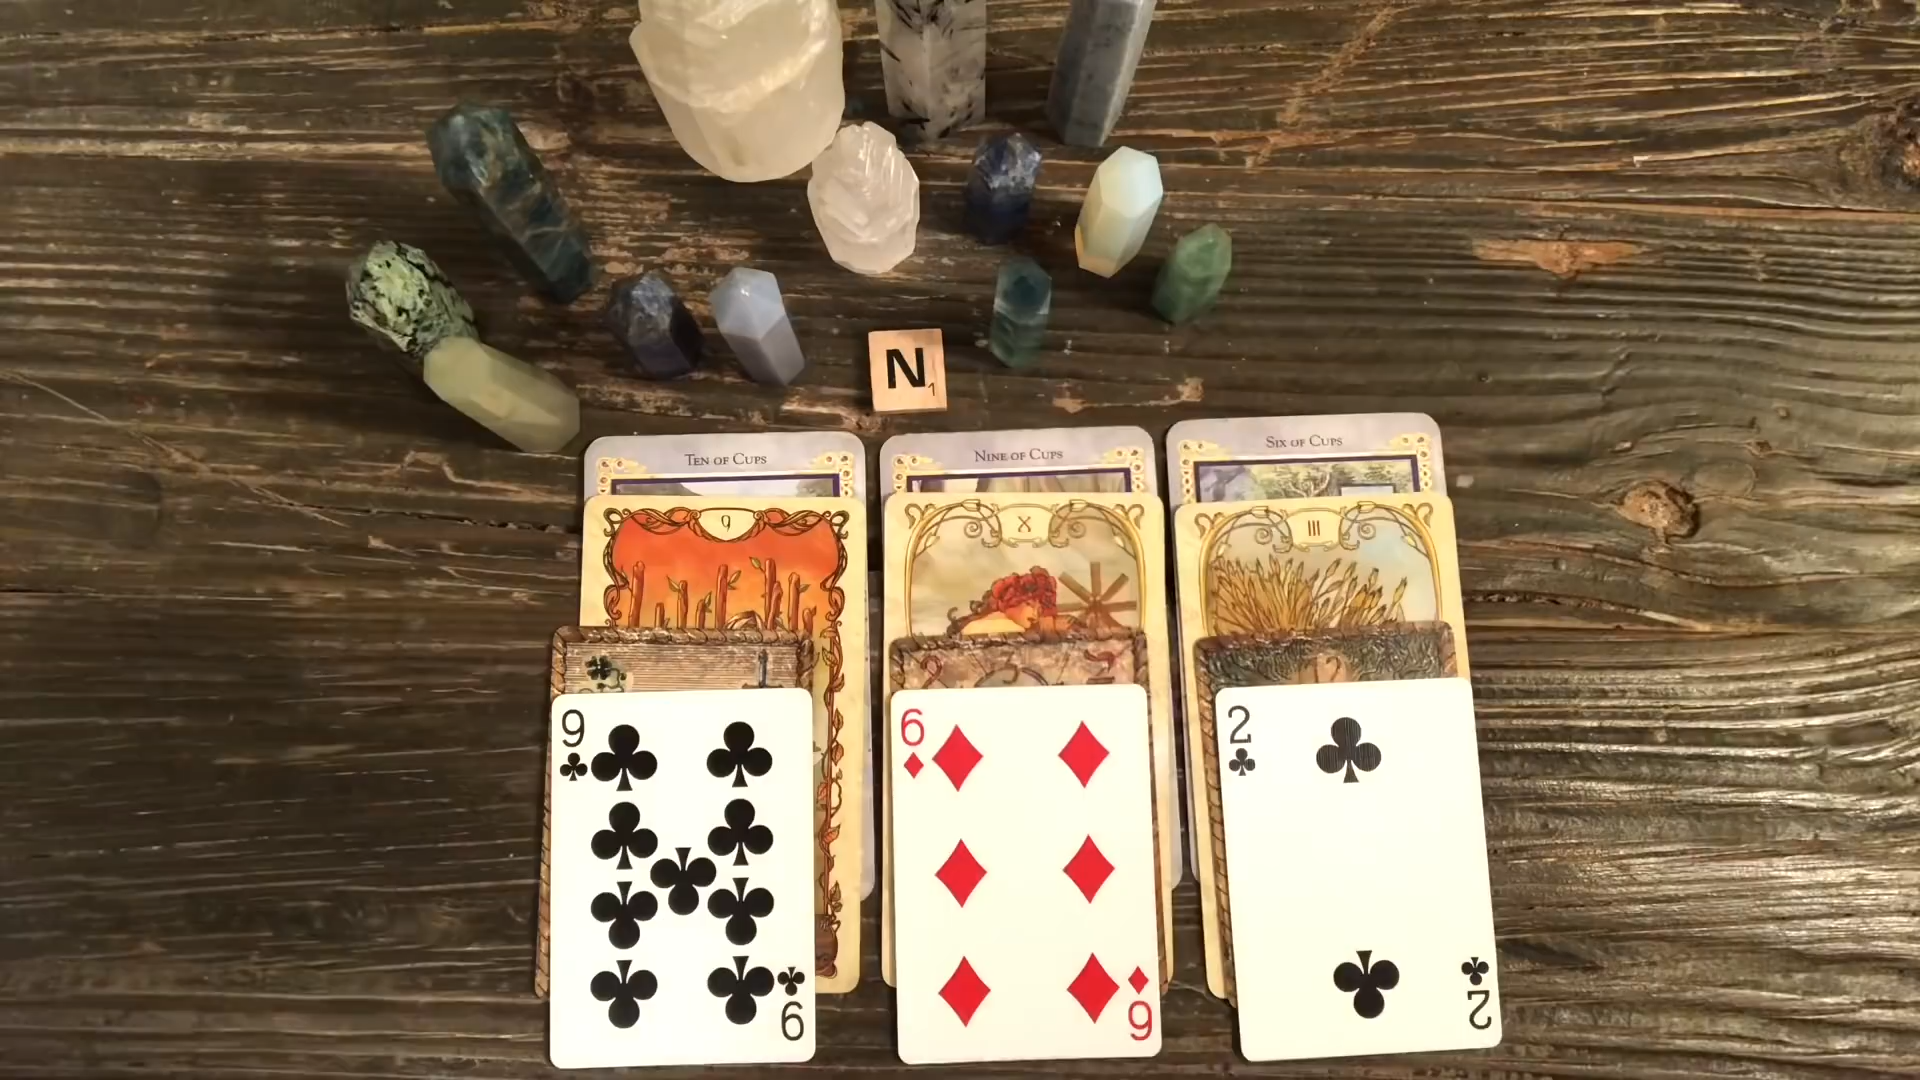 N
1
TEN OF CUPS
NINE OF CUPS
SIX OF CUPS
9
X
III
9
6
2
9
6
2